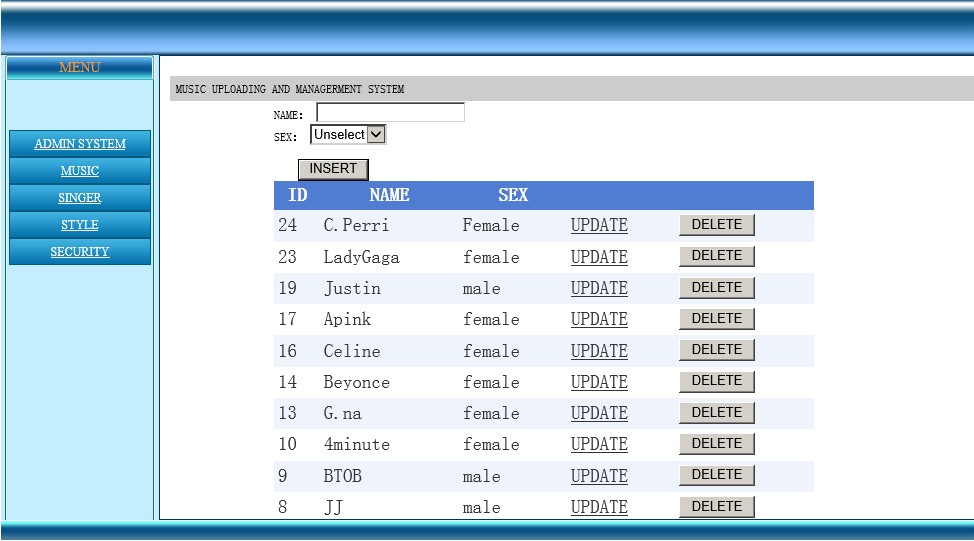 MENU
ADMIN SYSTEM
MUSIC
SINGER
STYLE
SECURITY
MUSIC UPLOADING AND MANAGERMENT SYSTEM
NAME:
SEX: Unselect
INSERT
ID NAME SEX
24 C.Perri Female UPDATE DELETE
23 LadyGaga female UPDATE DELETE
19 Justin male UPDATE DELETE
17 Apink female UPDATE DELETE
16 Celine female UPDATE DELETE
14 Beyonce female UPDATE DELETE
13 G.na female UPDATE DELETE
10 4minute female UPDATE DELETE
9 BTOB male UPDATE DELETE
8 JJ male UPDATE DELETE